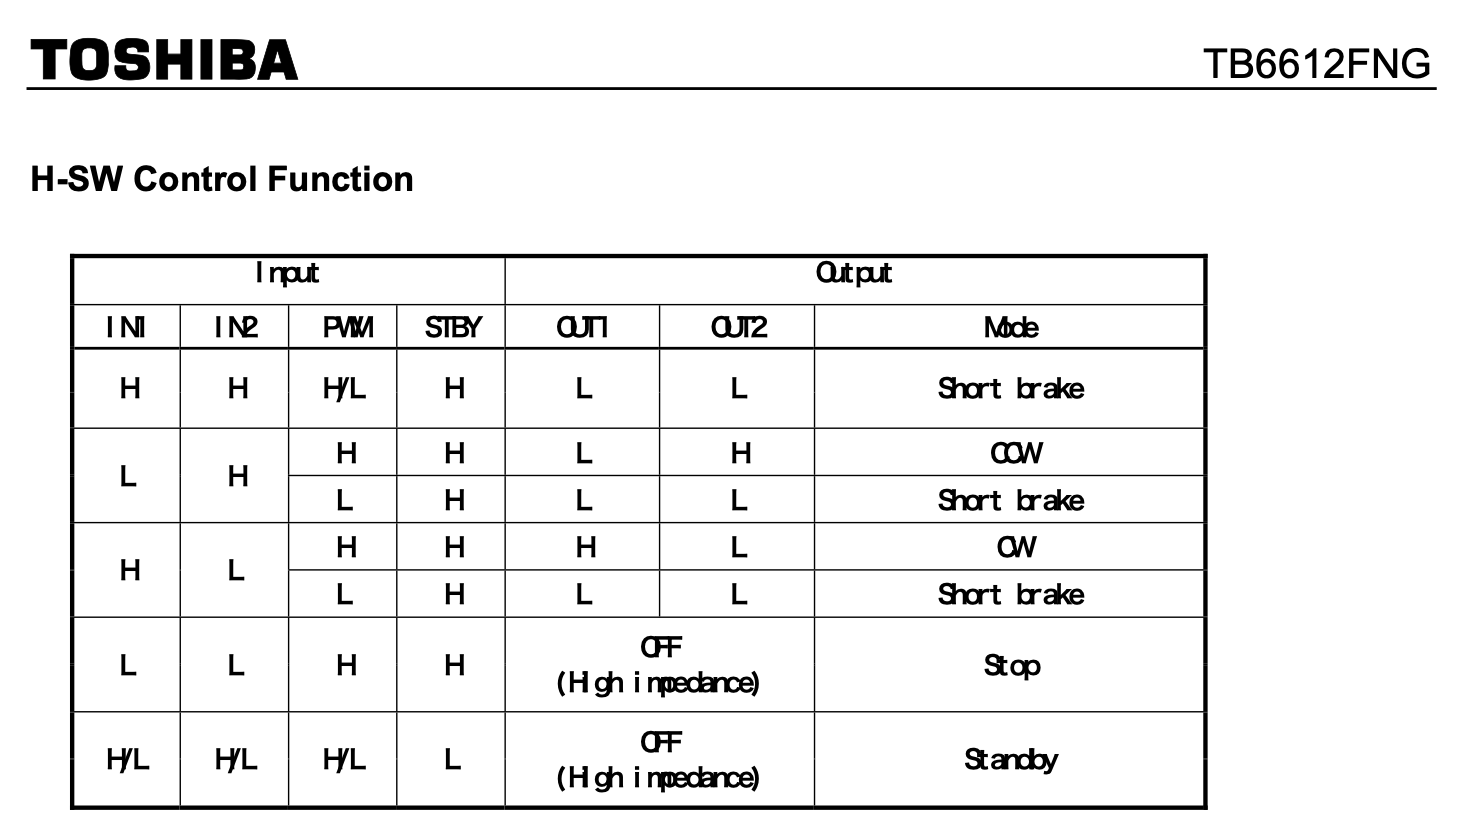 TOSHIBA
TB6612FNG
H-SW Control Function
Input Output
IN1 IN2 PWM STBY OUT1 OUT2 Mode
H H H/L H L L Short brake
L H H H L H CCW
L H L L Short brake
H L H H H L CW
L H L L Short brake
L L H H OFF
(High impedance) Stop
H/L H/L H/L L OFF
(High impedance) Standby